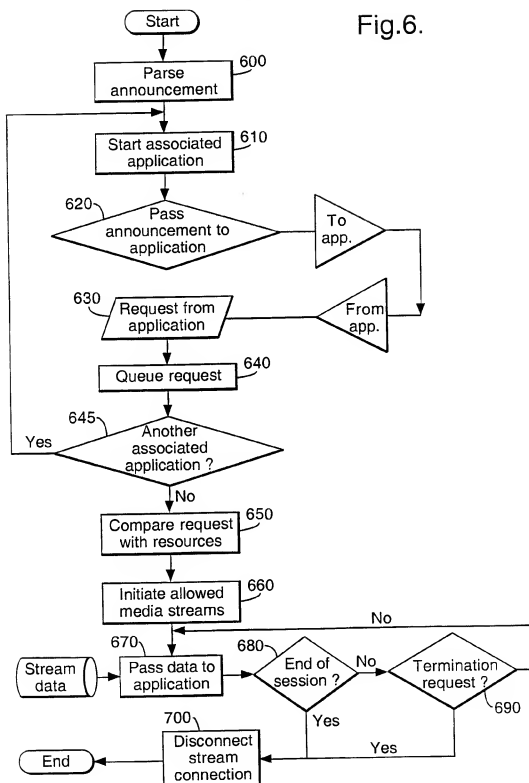 Start
Fig.6.
Parse
announcement
600
Start associated
application
610
620
Pass
announcement to
application
To
app.
630
Request from
application
From
app.
Queue request
640
645
Another
associated
application ?
Yes
No
Compare request
with resources
650
Initiate allowed
media streams
660
No
Stream
data
670
Pass data to
application
680
End of
session ?
No
Termination
request ?
690
Yes
Yes
700
Disconnect
stream
connection
End